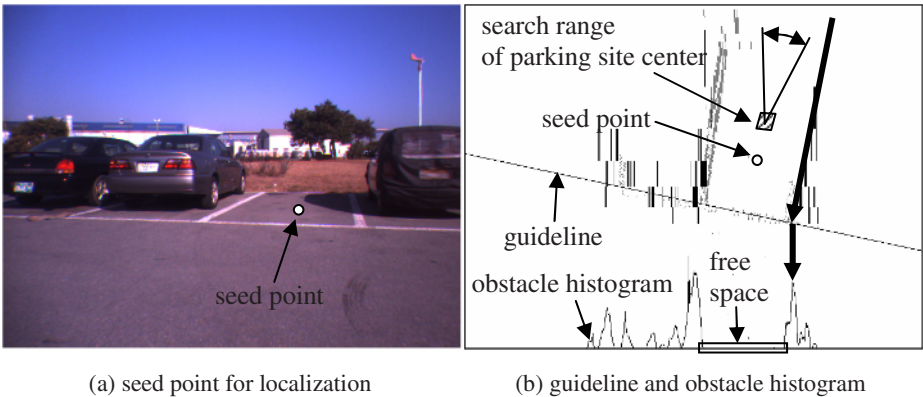 seed point
search range
of parking site center
seed point
guideline
free
space
obstacle histogram
(a) seed point for localization
(b) guideline and obstacle histogram